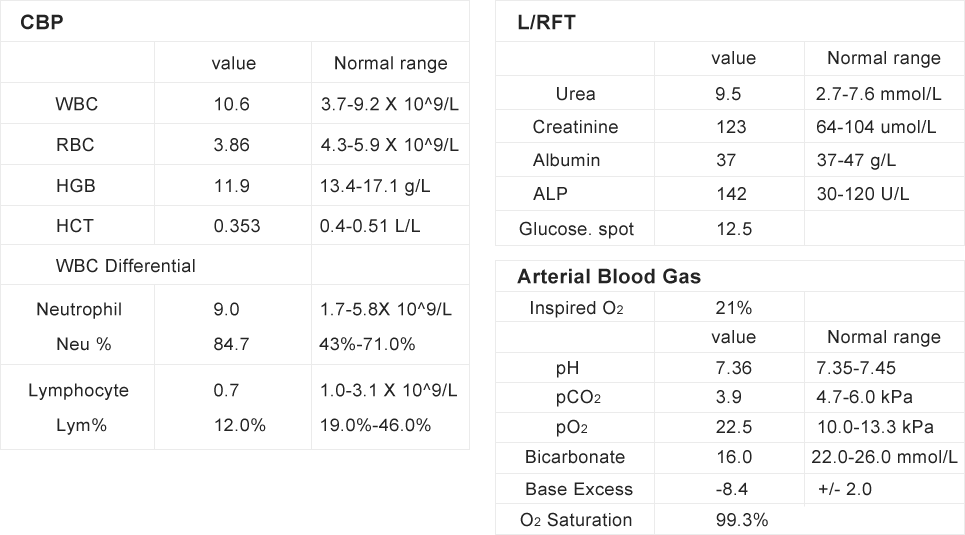 CBP
value Normal range
WBC 10.6 3.7-9.2 X 10^9/L
RBC 3.86 4.3-5.9 X 10^9/L
HGB 11.9 13.4-17.1 g/L
HCT 0.353 0.4-0.51 L/L
WBC Differential
Neutrophil 9.0 1.7-5.8X 10^9/L
Neu % 84.7 43%-71.0%
Lymphocyte 0.7 1.0-3.1 X 10^9/L
Lym% 12.0% 19.0%-46.0%
L/RFT
value Normal range
Urea 9.5 2.7-7.6 mmol/L
Creatinine 123 64-104 umol/L
Albumin 37 37-47 g/L
ALP 142 30-120 U/L
Glucose. spot 12.5
Arterial Blood Gas
Inspired O2 21%
value Normal range
pH 7.36 7.35-7.45
pCO2 3.9 4.7-6.0 kPa
pO2 22.5 10.0-13.3 kPa
Bicarbonate 16.0 22.0-26.0 mmol/L
Base Excess -8.4 +/- 2.0
O2 Saturation 99.3%